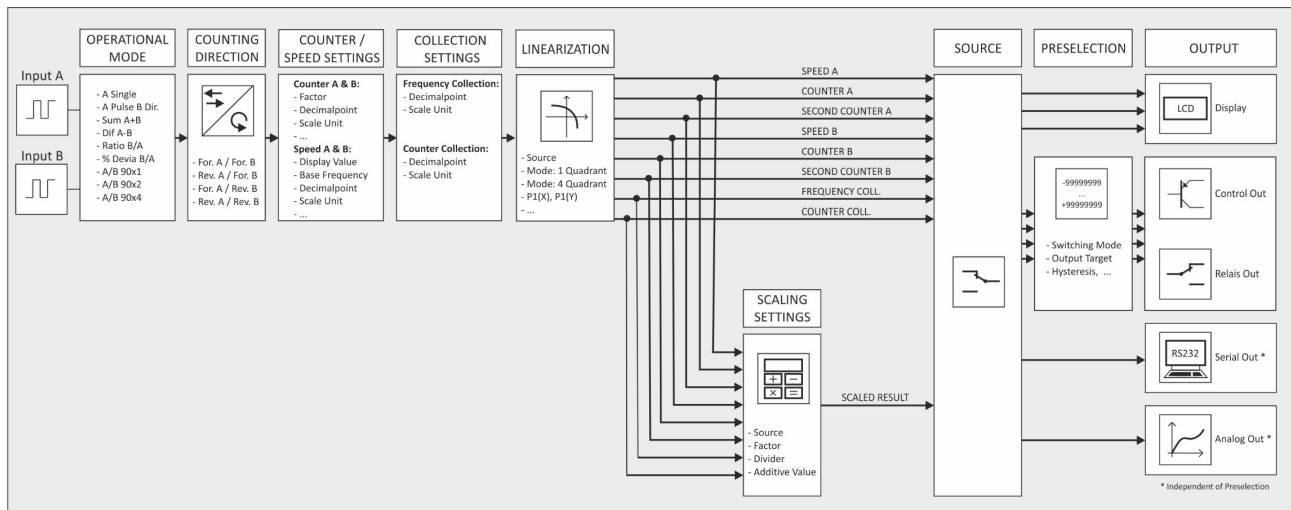 OPERATIONAL
MODE
COUNTING
DIRECTION
COUNTER /
SPEED SETTINGS
COLLECTION
SETTINGS
LINEARIZATION
SOURCE
PRESELECTION
OUTPUT
Input A
Input B
- A Single
- A Pulse B Dir.
- Sum A+B
- Dif A-B
- Ratio B/A
- % Devia B/A
- A/B 90x1
- A/B 90x2
- A/B 90x4
- For. A / For. B
- Rev. A / For. B
- For. A / Rev. B
- Rev. A / Rev. B
Counter A & B:
- Factor
- Decimalpoint
- Scale Unit
- ...
Speed A & B:
- Display Value
- Base Frequency
- Decimalpoint
- Scale Unit
- ...
Frequency Collection:
- Decimalpoint
- Scale Unit
Counter Collection:
- Decimalpoint
- Scale Unit
- Source
- Mode: 1 Quadrant
- Mode: 4 Quadrant
- P1(X), P1(Y)
- ...
SPEED A
COUNTER A
SECOND COUNTER A
SPEED B
COUNTER B
SECOND COUNTER B
FREQUENCY COLL.
COUNTER COLL.
SCALING
SETTINGS
+ −
× =
- Source
- Factor
- Divider
- Additive Value
SCALED RESULT
-99999999
...
+99999999
- Switching Mode
- Output Target
- Hysteresis, ...
LCD
Display
Control Out
Relais Out
RS232
Serial Out *
Analog Out *
* Independent of Preselection